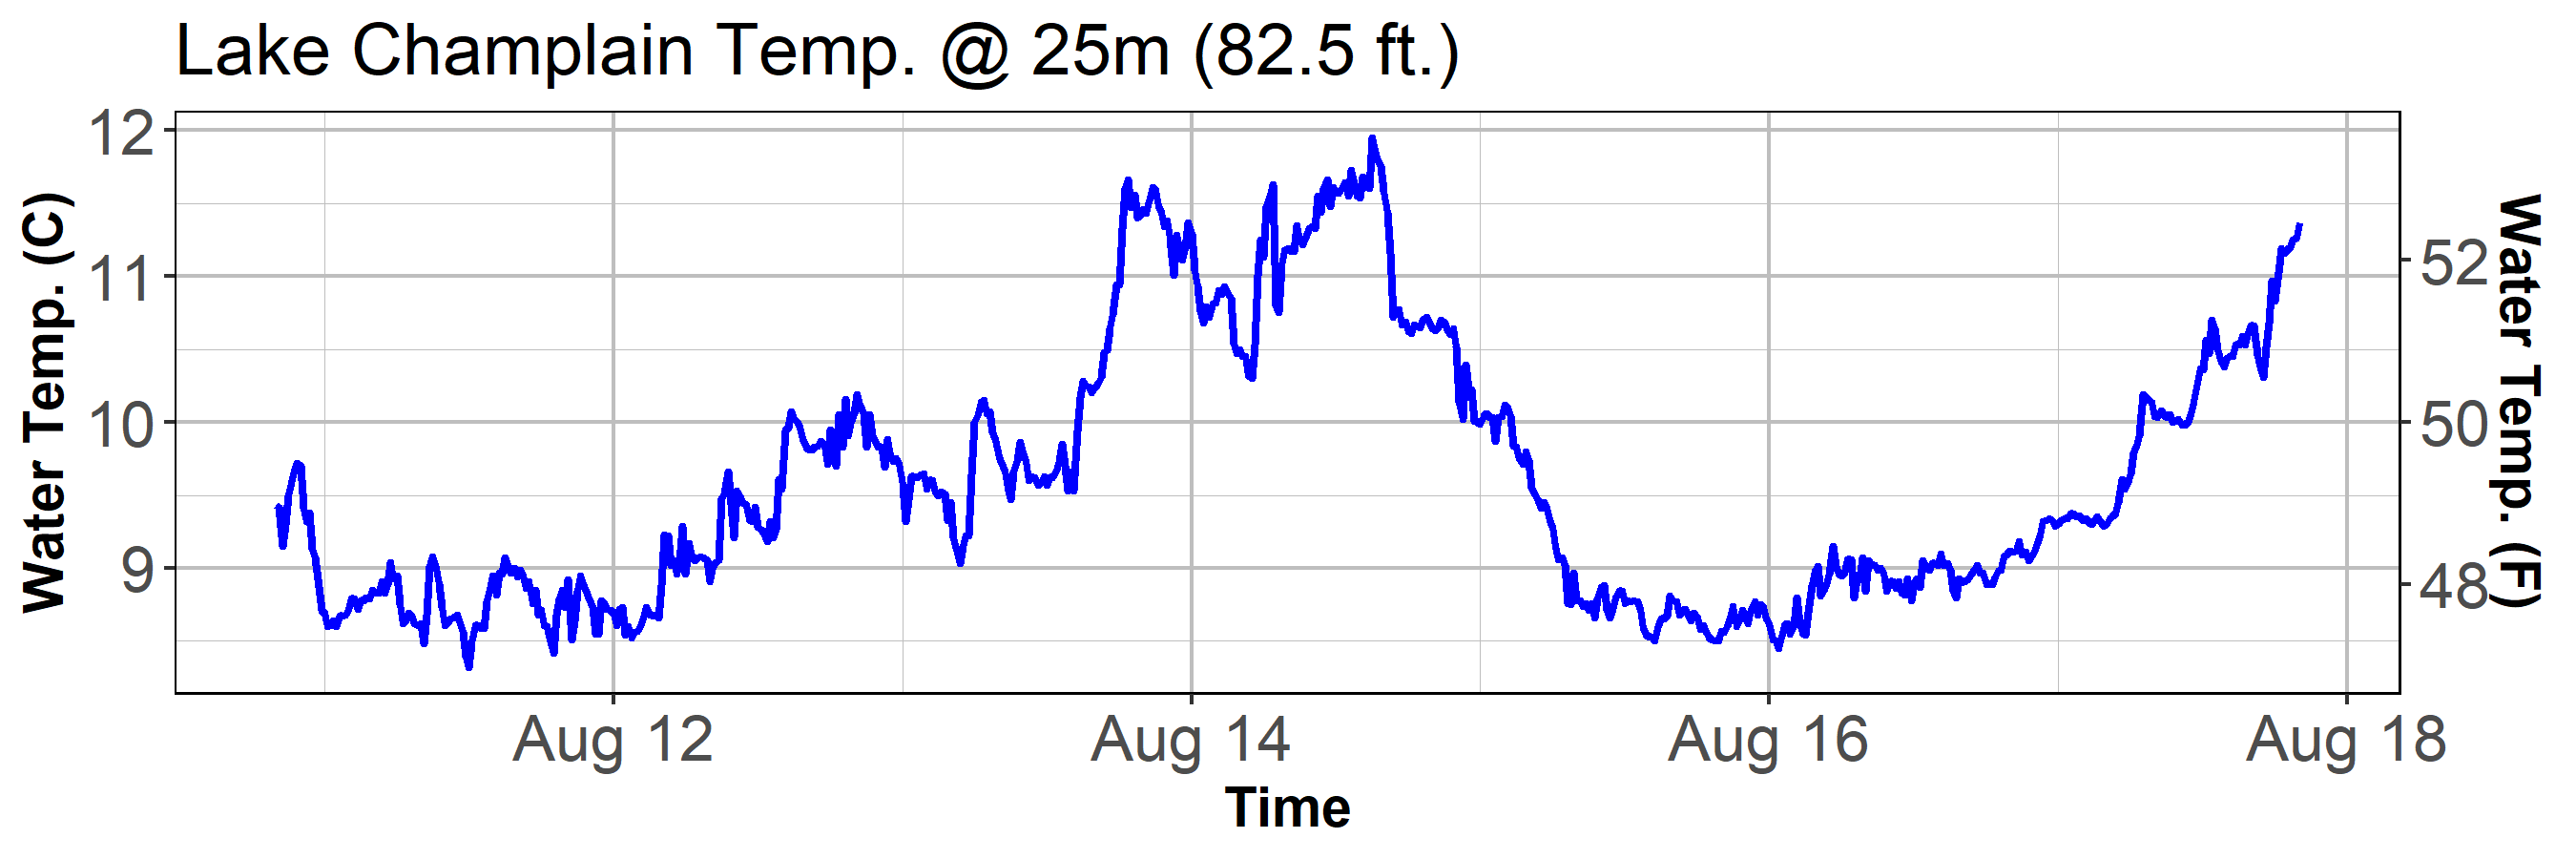 Lake Champlain Temp. @ 25m (82.5 ft.)
Water Temp. (C)
12
11
10
9
52
50
48
Water Temp. (F)
Aug 12
Aug 14
Aug 16
Aug 18
Time